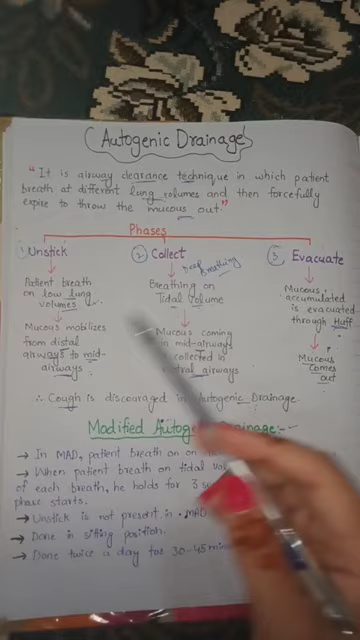 Autogenic Drainage
"It is airway clearance technique in which patient
breath at different lung volumes and then forcefully
expire to throw the mucous out"
Phases
1 Unstick
Patient breath
on low lung
volumes
Mucous mobilizes
from distal
airways to mid-
airways
2 Collect
Deep Breathing
Breathing on
Tidal volume
Mucous coming
in mid-airways
collected in
airways
3 Evacuate
Mucous
accumulated
is evacuated
through Huff
Mucous comes
out
∴ Cough is discouraged in Autogenic Drainage.
Modified Autogenic Drainage:-
→ In MAD, patient breath on
→ When patient breath on tidal
of each breath, he holds for 3
phase starts.
→ Unstick is not present in MAD
→ Done in sitting position.
→ Done twice a day for 30-45